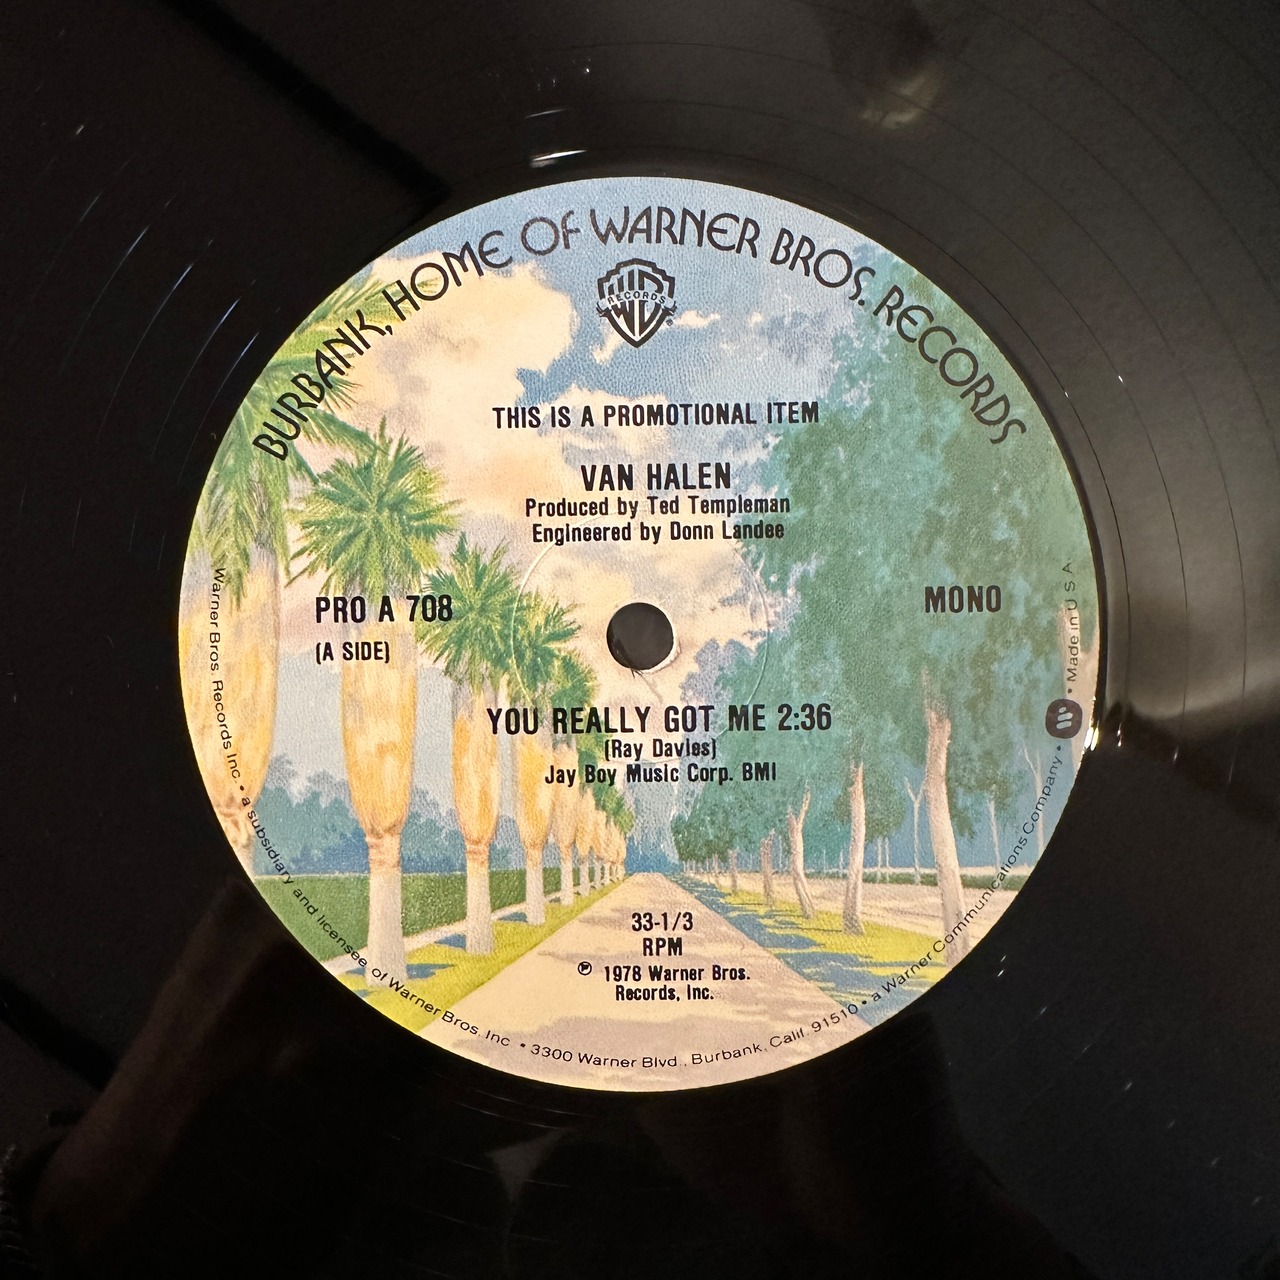 BURBANK, HOME OF WARNER BROS. RECORDS
WB
RECORDS
®
THIS IS A PROMOTIONAL ITEM
VAN HALEN
Produced by Ted Templeman
Engineered by Donn Landee
PRO A 708
(A SIDE)
MONO
YOU REALLY GOT ME 2:36
(Ray Davies)
Jay Boy Music Corp. BMI
33-1/3
RPM
℗ 1978 Warner Bros.
Records, Inc.
Warner Bros. Records Inc. • a subsidiary and licensee of Warner Bros. Inc • 3300 Warner Blvd., Burbank, Calif. 91510 • a Warner Communications Company • • Made in U S A